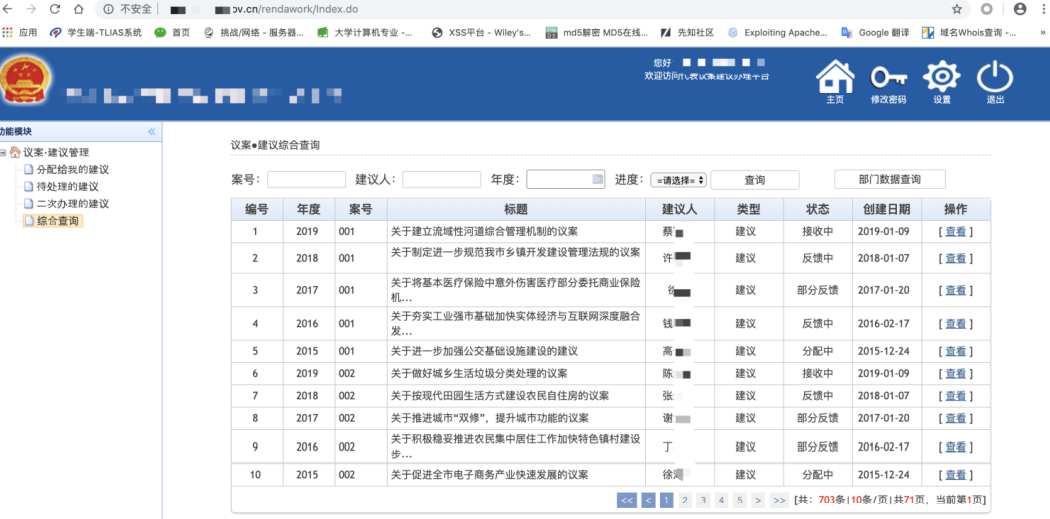 不安全
ov.cn/rendawork/Index.do
应用 学生端-TLIAS系统 首页 挑战/网络 - 服务器... 大学计算机专业 -... XSS平台 - Wiley's... md5解密 MD5在线... 先知社区 Exploiting Apache... Google 翻译 域名Whois查询 -...
您好
欢迎访问代表议案建议办理平台
主页 修改密码 设置 退出
功能模块
议案·建议管理
分配给我的建议
待处理的建议
二次办理的建议
综合查询
议案●建议综合查询
案号: 建议人: 年度: 进度: =请选择= 查询 部门数据查询
编号 年度 案号 标题 建议人 类型 状态 创建日期 操作
1 2019 001 关于建立流域性河道综合管理机制的议案 蔡 建议 接收中 2019-01-09 [ 查看 ]
2 2018 001 关于制定进一步规范我市乡镇开发建设管理法规的议案 许 建议 反馈中 2018-01-07 [ 查看 ]
3 2017 001 关于将基本医疗保险中意外伤害医疗部分委托商业保险
机... 建议 部分反馈 2017-01-20 [ 查看 ]
4 2016 001 关于夯实工业强市基础加快实体经济与互联网深度融合
发... 钱 建议 反馈中 2016-02-17 [ 查看 ]
5 2015 001 关于进一步加强公交基础设施建设的建议 高 建议 分配中 2015-12-24 [ 查看 ]
6 2019 002 关于做好城乡生活垃圾分类处理的议案 陈 建议 接收中 2019-01-09 [ 查看 ]
7 2018 002 关于按现代田园生活方式建设农民自住房的议案 张 建议 反馈中 2018-01-07 [ 查看 ]
8 2017 002 关于推进城市“双修”，提升城市功能的议案 谢 建议 部分反馈 2017-01-20 [ 查看 ]
9 2016 002 关于积极稳妥推进农民集中居住工作加快特色镇村建设
步... 丁 建议 部分反馈 2016-02-17 [ 查看 ]
10 2015 002 关于促进全市电子商务产业快速发展的议案 徐 建议 分配中 2015-12-24 [ 查看 ]
<< < 1 2 3 4 5 > >> [共: 703条|10条/页|共71页，当前第1页]